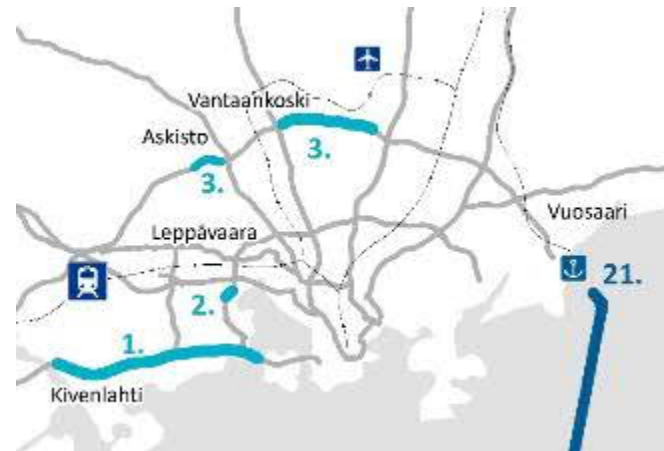 Vantaankoski
Askisto
3.
3.
Leppävaara
Vuosaari
21.
2.
1.
Kivenlahti